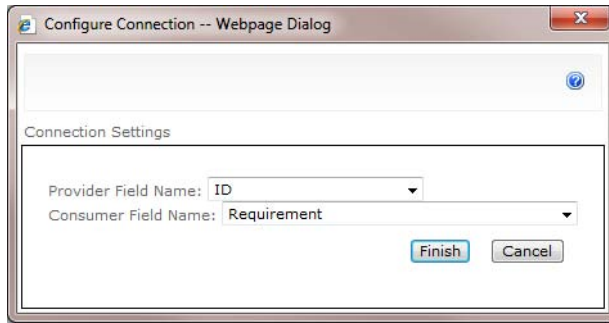 Configure Connection -- Webpage Dialog
Connection Settings
Provider Field Name: ID
Consumer Field Name: Requirement
Finish Cancel